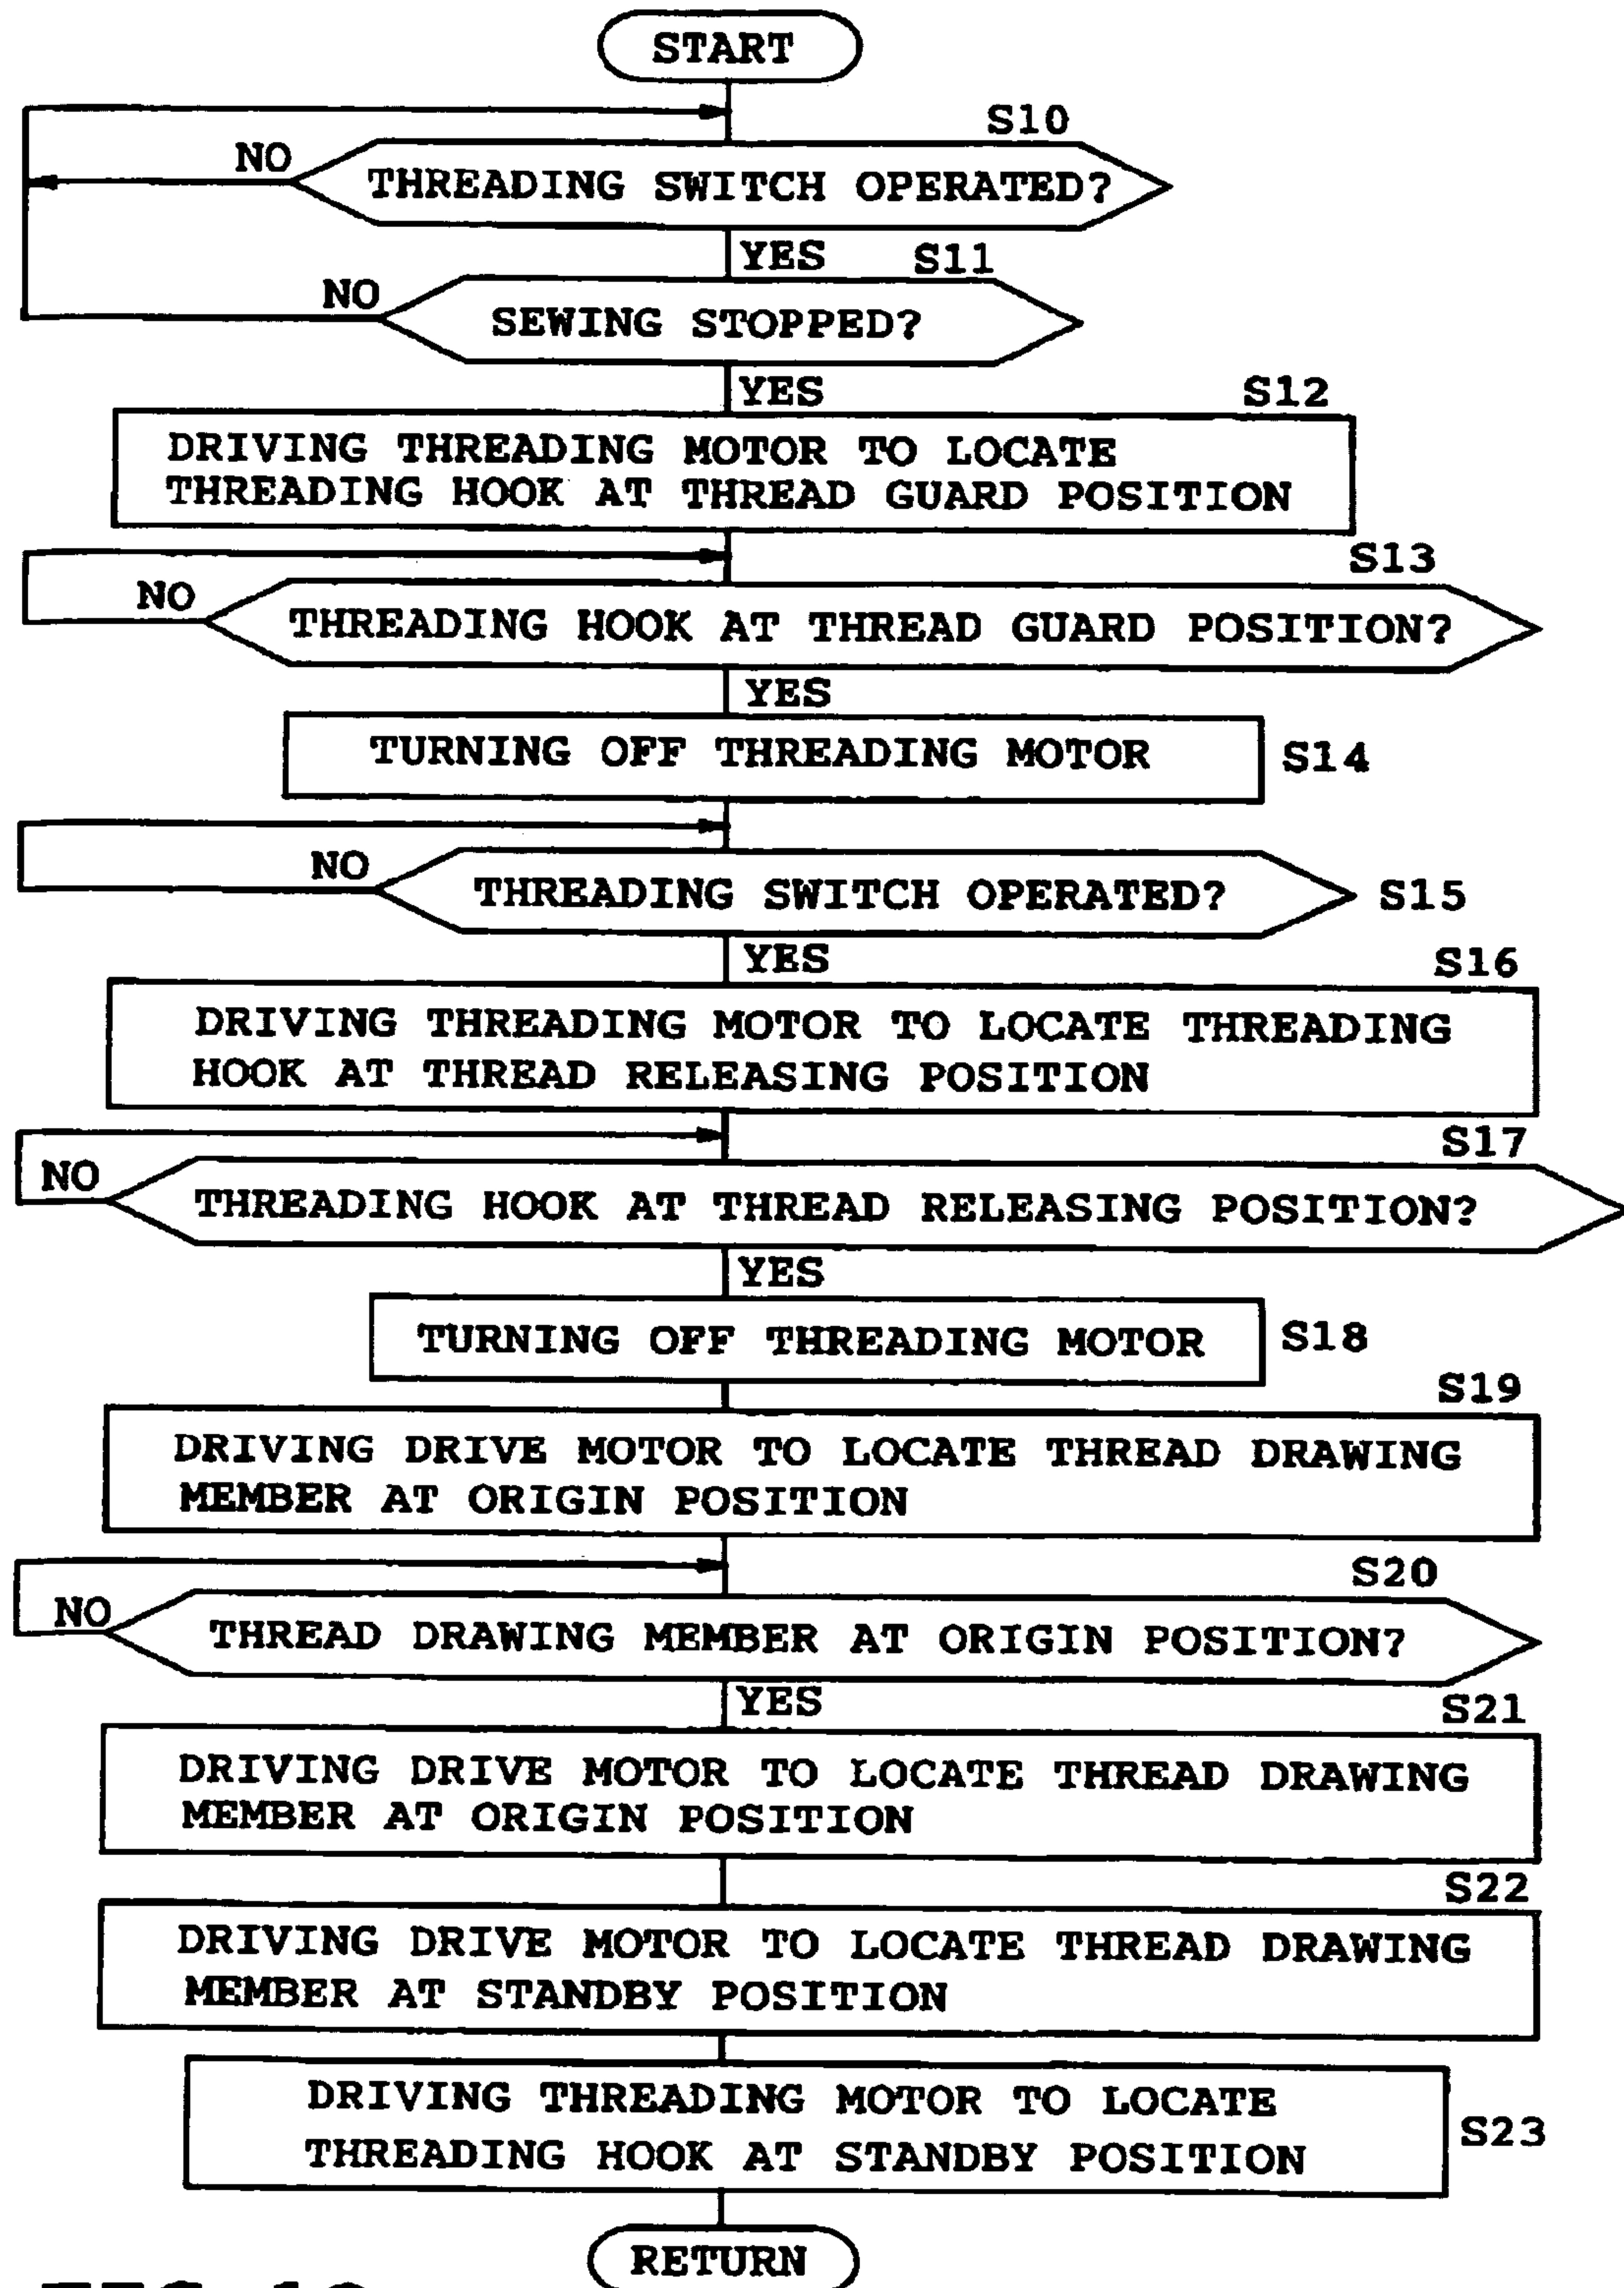 START
S10
NO
THREADING SWITCH OPERATED?
YES
S11
NO
SEWING STOPPED?
YES
S12
DRIVING THREADING MOTOR TO LOCATE
THREADING HOOK AT THREAD GUARD POSITION
S13
NO
THREADING HOOK AT THREAD GUARD POSITION?
YES
TURNING OFF THREADING MOTOR
S14
NO
THREADING SWITCH OPERATED?
S15
YES
S16
DRIVING THREADING MOTOR TO LOCATE THREADING
HOOK AT THREAD RELEASING POSITION
S17
NO
THREADING HOOK AT THREAD RELEASING POSITION?
YES
TURNING OFF THREADING MOTOR
S18
S19
DRIVING DRIVE MOTOR TO LOCATE THREAD DRAWING
MEMBER AT ORIGIN POSITION
S20
NO
THREAD DRAWING MEMBER AT ORIGIN POSITION?
YES
S21
DRIVING DRIVE MOTOR TO LOCATE THREAD DRAWING
MEMBER AT ORIGIN POSITION
S22
DRIVING DRIVE MOTOR TO LOCATE THREAD DRAWING
MEMBER AT STANDBY POSITION
DRIVING THREADING MOTOR TO LOCATE
THREADING HOOK AT STANDBY POSITION
S23
RETURN